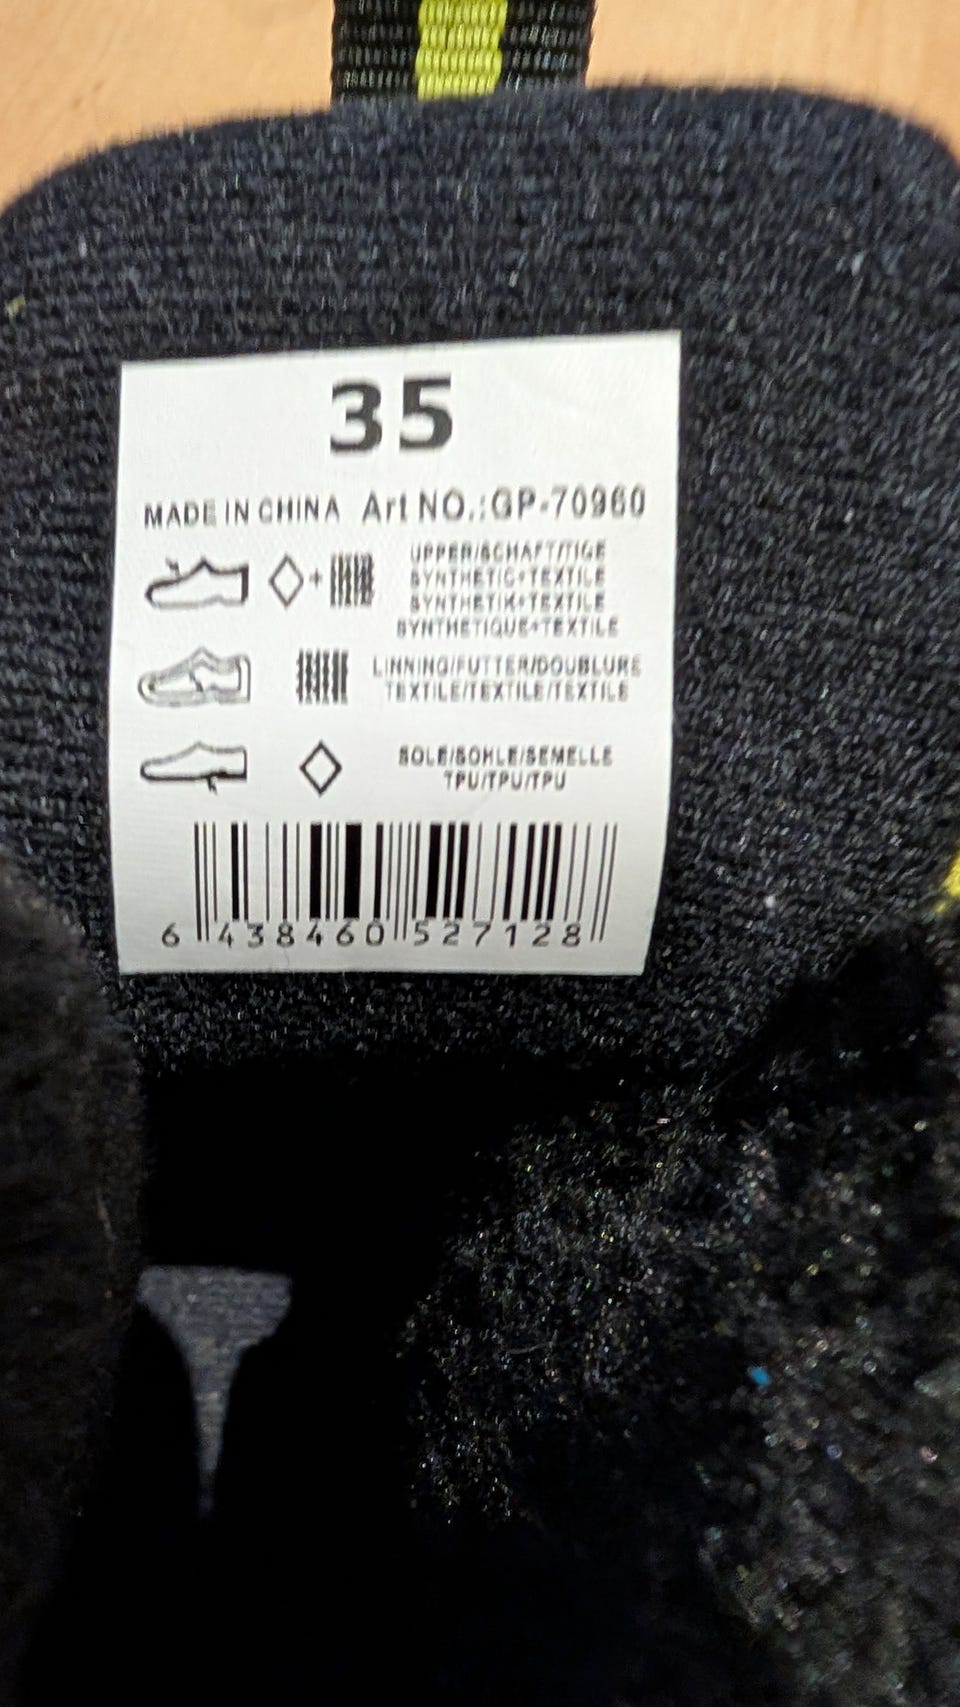 35
MADE IN CHINA Art NO.:GP-70960
UPPER/SCHAFT/TIGE
SYNTHETIC+TEXTILE
SYNTHETIK+TEXTILE
SYNTHETIQUE+TEXTILE
LINNING/FUTTER/DOUBLURE
TEXTILE/TEXTILE/TEXTILE
SOLE/SOHLE/SEMELLE
TPU/TPU/TPU
6 438460 527128